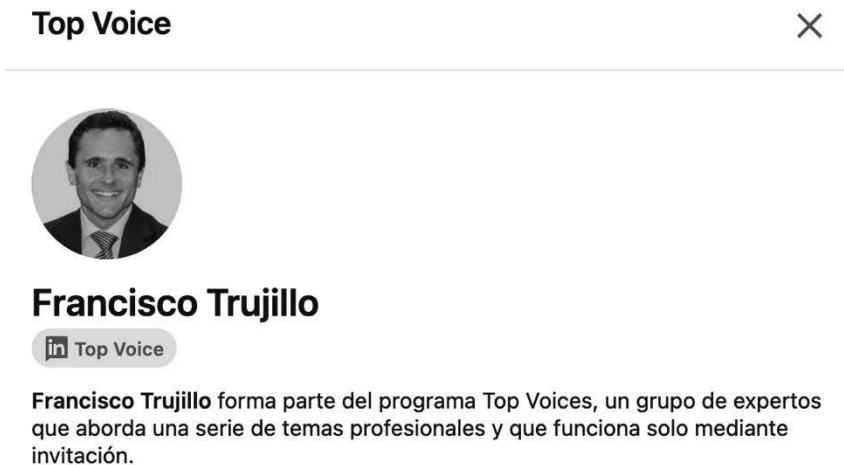 Top Voice
Francisco Trujillo
in Top Voice
Francisco Trujillo forma parte del programa Top Voices, un grupo de expertos
que aborda una serie de temas profesionales y que funciona solo mediante
invitación.